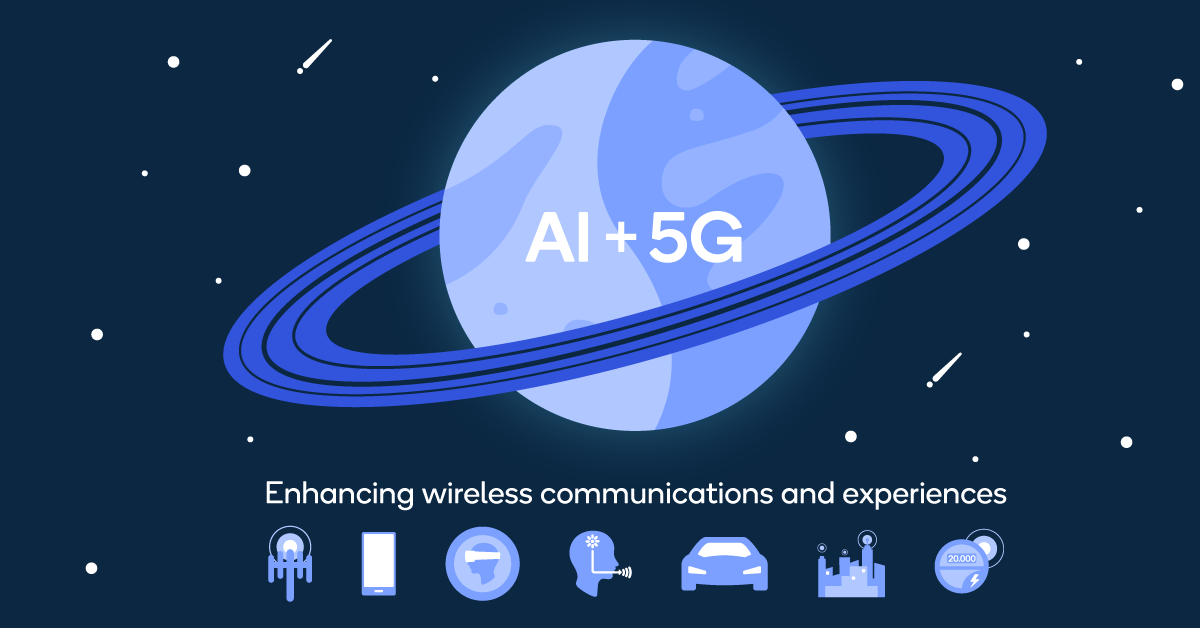 AI + 5G
Enhancing wireless communications and experiences
20.000